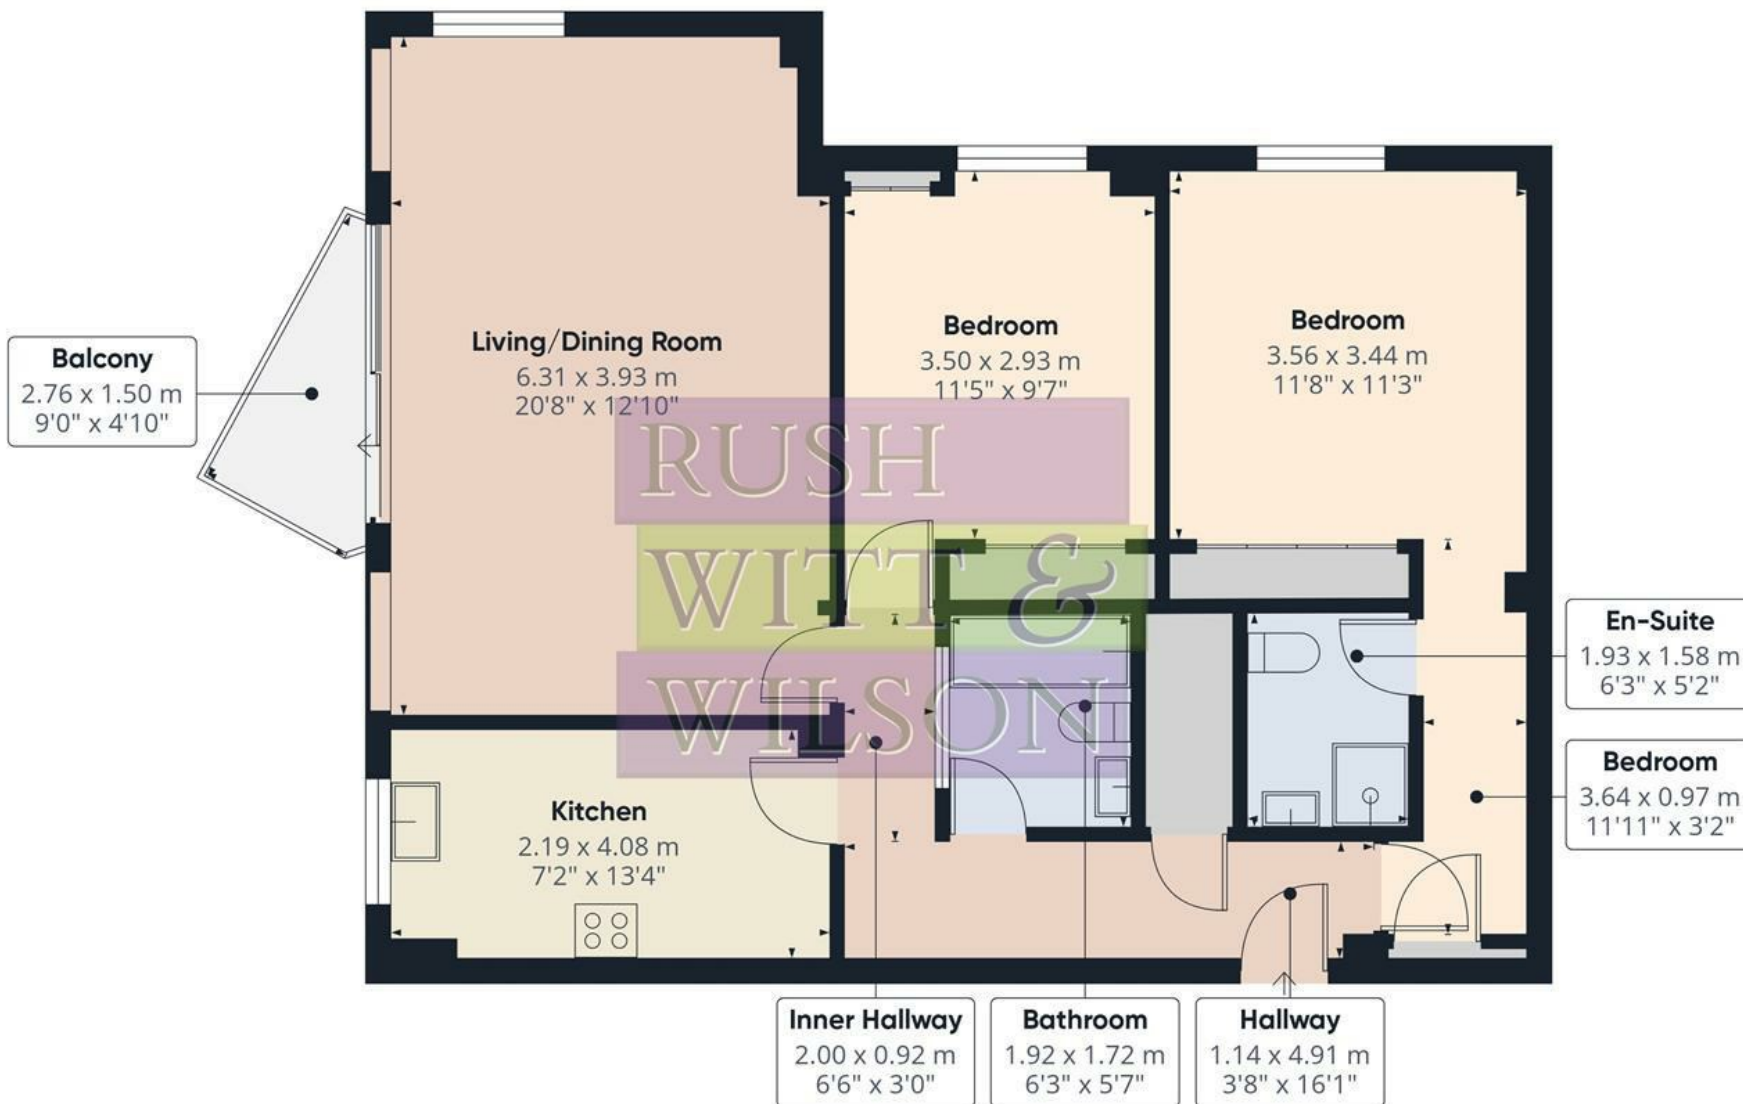 Living/Dining Room
6.31 x 3.93 m
20'8" x 12'10"
Bedroom
3.50 x 2.93 m
11'5" x 9'7"
Bedroom
3.56 x 3.44 m
11'8" x 11'3"
Balcony
2.76 x 1.50 m
9'0" x 4'10"
RUSH
WITT &
WILSON
En-Suite
1.93 x 1.58 m
6'3" x 5'2"
Bedroom
3.64 x 0.97 m
11'11" x 3'2"
Kitchen
2.19 x 4.08 m
7'2" x 13'4"
Inner Hallway
2.00 x 0.92 m
6'6" x 3'0"
Bathroom
1.92 x 1.72 m
6'3" x 5'7"
Hallway
1.14 x 4.91 m
3'8" x 16'1"